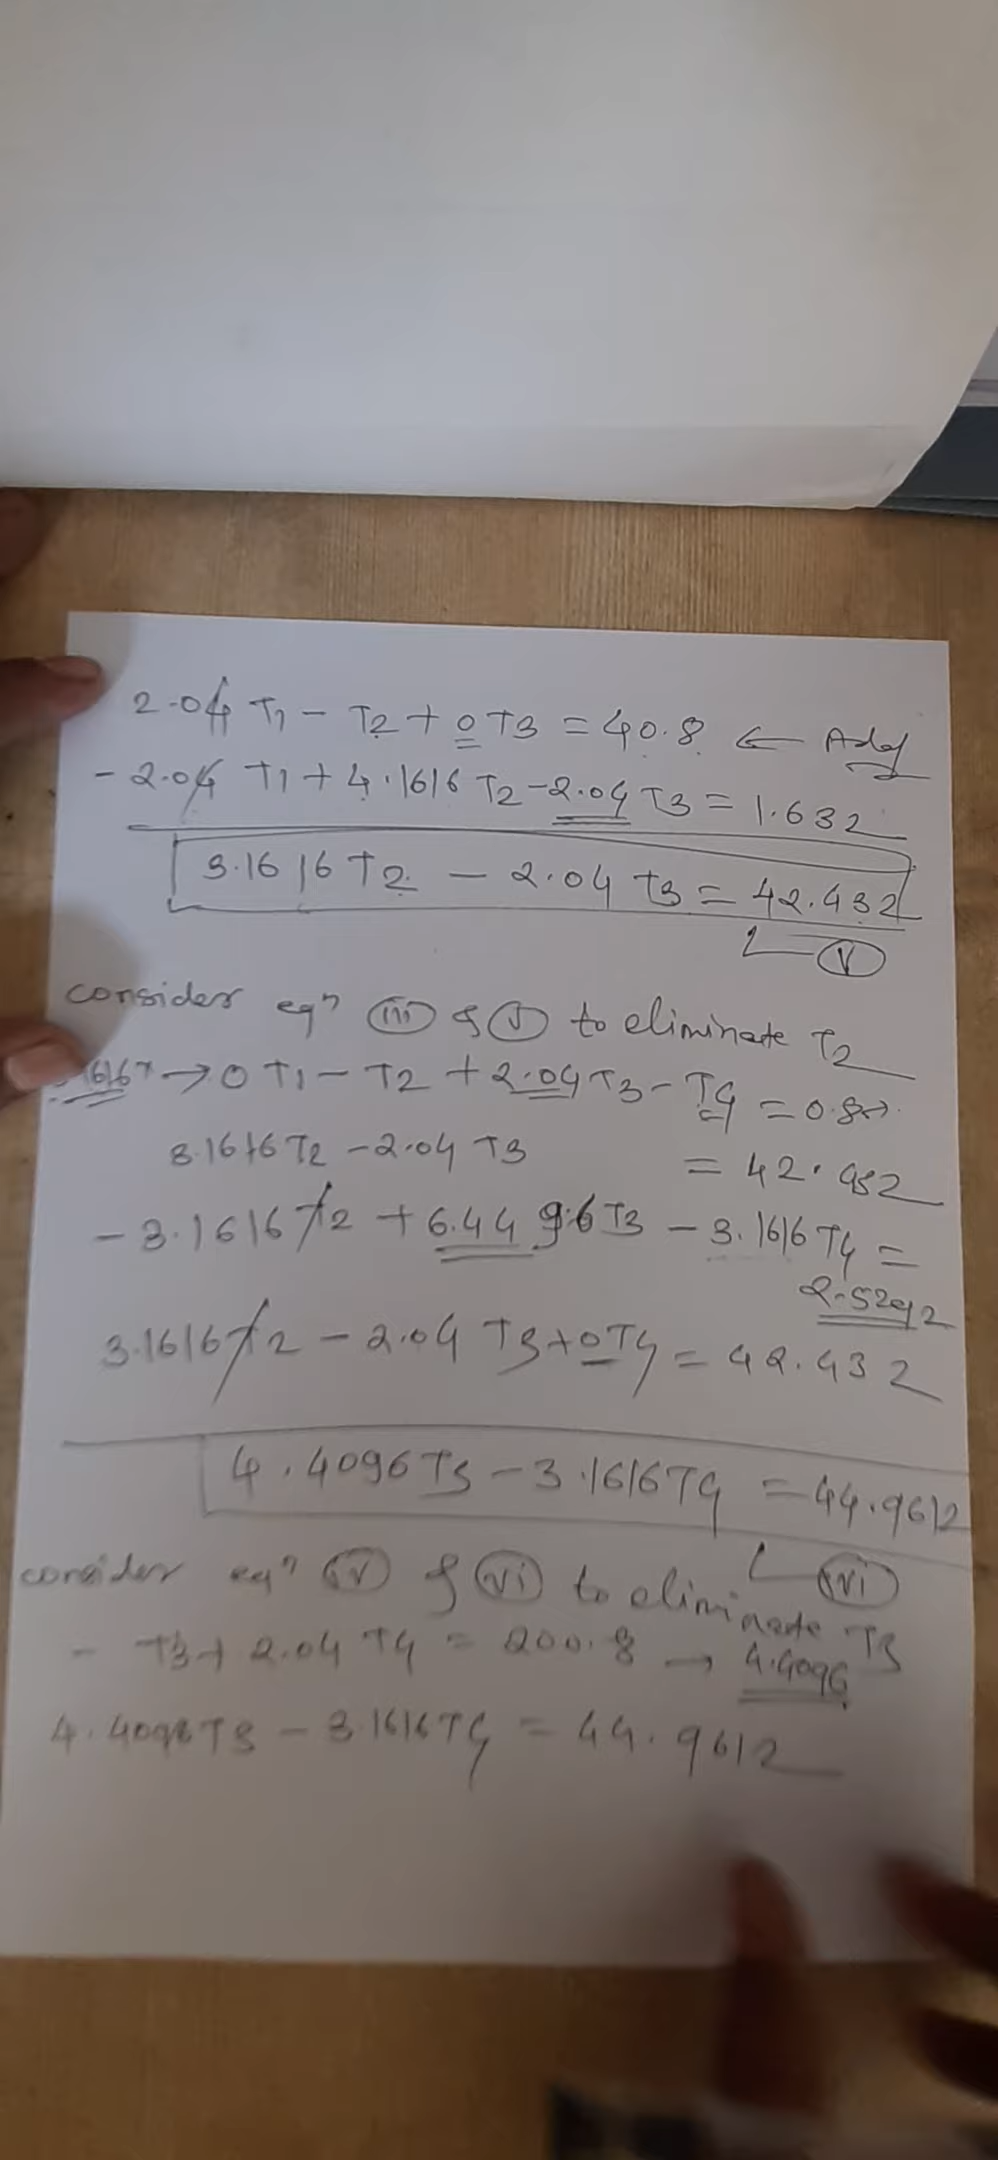 2.04 T1 - T2 + 0 T3 = 40.8 ← Add
- 2.04 T1 + 4.1616 T2 - 2.04 T3 = 1.632
3.1616 T2 - 2.04 T3 = 42.432
(V)
consider eqn (iii) & (V) to eliminate T2
→ 0 T1 - T2 + 2.04 T3 - T4 = 0.8
3.1616 T2 - 2.04 T3 = 42.432
- 3.1616 T2 + 6.449.6 T3 - 3.1616 T4 =
2.5292
3.1616 T2 - 2.04 T3 + 0 T4 = 42.432
4.4096 T3 - 3.1616 T4 = 44.9612
(vi)
consider eqn (iv) & (vi) to eliminate T3
- T3 + 2.04 T4 = 200.8 → 4.4096
4.4096 T3 - 3.1616 T4 = 44.9612